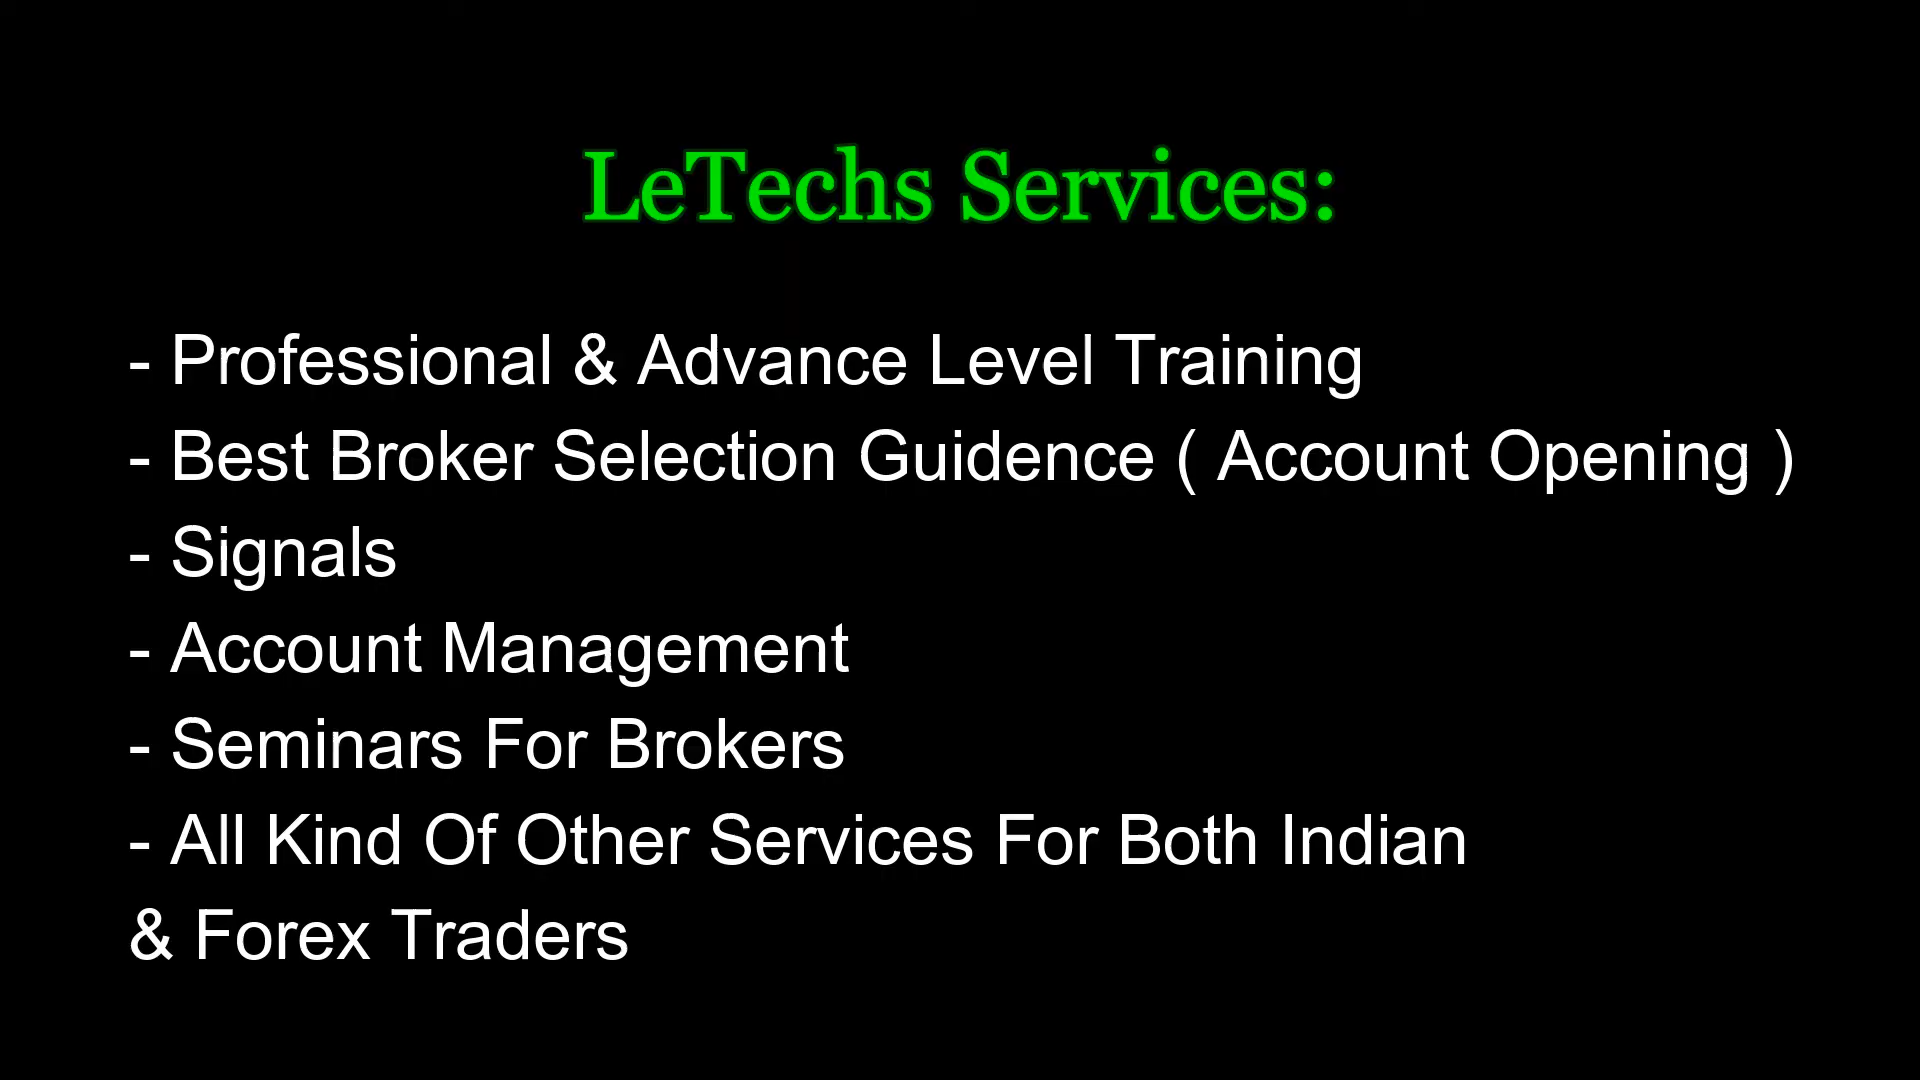 LeTechs Services:
- Professional & Advance Level Training
- Best Broker Selection Guidence ( Account Opening )
- Signals
- Account Management
- Seminars For Brokers
- All Kind Of Other Services For Both Indian
& Forex Traders